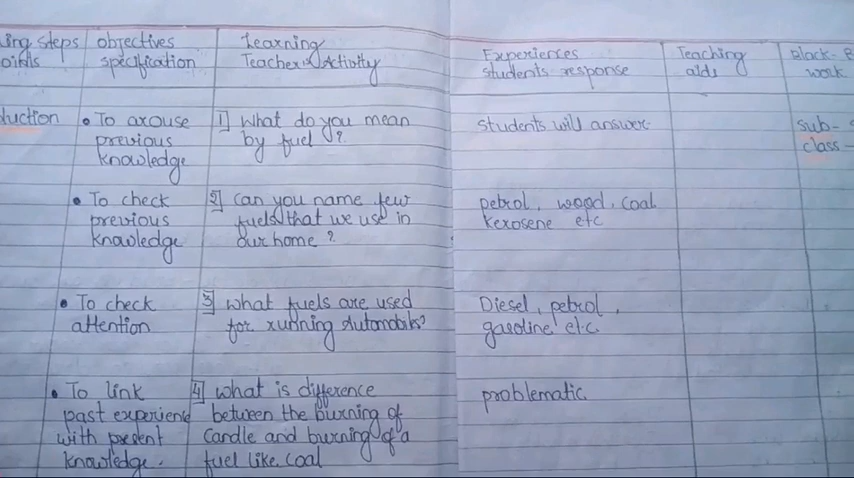 ing steps objectives Learning Experiences Teaching Black-B
oints specification Teacher's Activity students response aids work
duction • To arouse 1] What do you mean students will answer. sub-
previous by fuel ? class-
knowledge
• To check 2] can you name few petrol, wood, coal
previous fuels that we use in kerosene etc
knowledge our home ?
• To check 3] what fuels are used Diesel, petrol,
attention for running Automobiles? gasoline etc.
• To link 4] what is difference problematic.
past experience between the burning of
with present Candle and burning of a
knowledge. fuel like coal